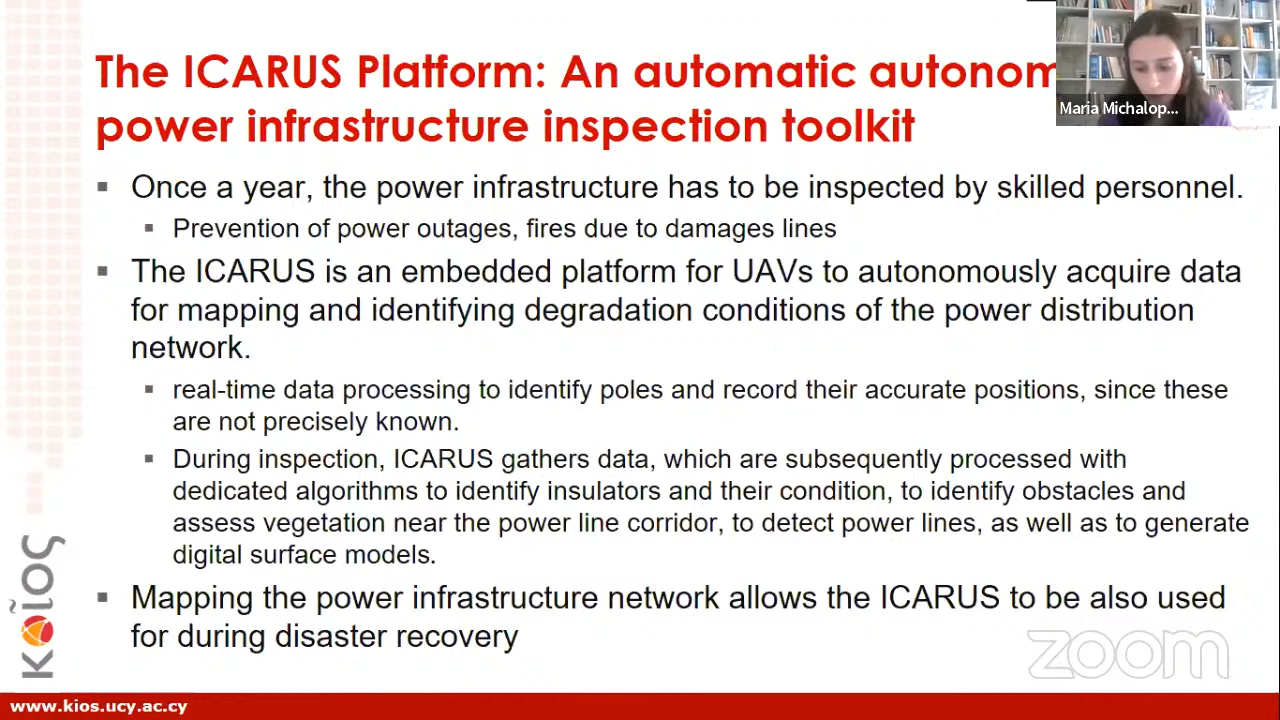 The ICARUS Platform: An automatic autonom
power infrastructure inspection toolkit
Maria Michalop...
Once a year, the power infrastructure has to be inspected by skilled personnel.
Prevention of power outages, fires due to damages lines
The ICARUS is an embedded platform for UAVs to autonomously acquire data
for mapping and identifying degradation conditions of the power distribution
network.
real-time data processing to identify poles and record their accurate positions, since these
are not precisely known.
During inspection, ICARUS gathers data, which are subsequently processed with
dedicated algorithms to identify insulators and their condition, to identify obstacles and
assess vegetation near the power line corridor, to detect power lines, as well as to generate
digital surface models.
Mapping the power infrastructure network allows the ICARUS to be also used
for during disaster recovery
κοῖος
zoom
www.kios.ucy.ac.cy